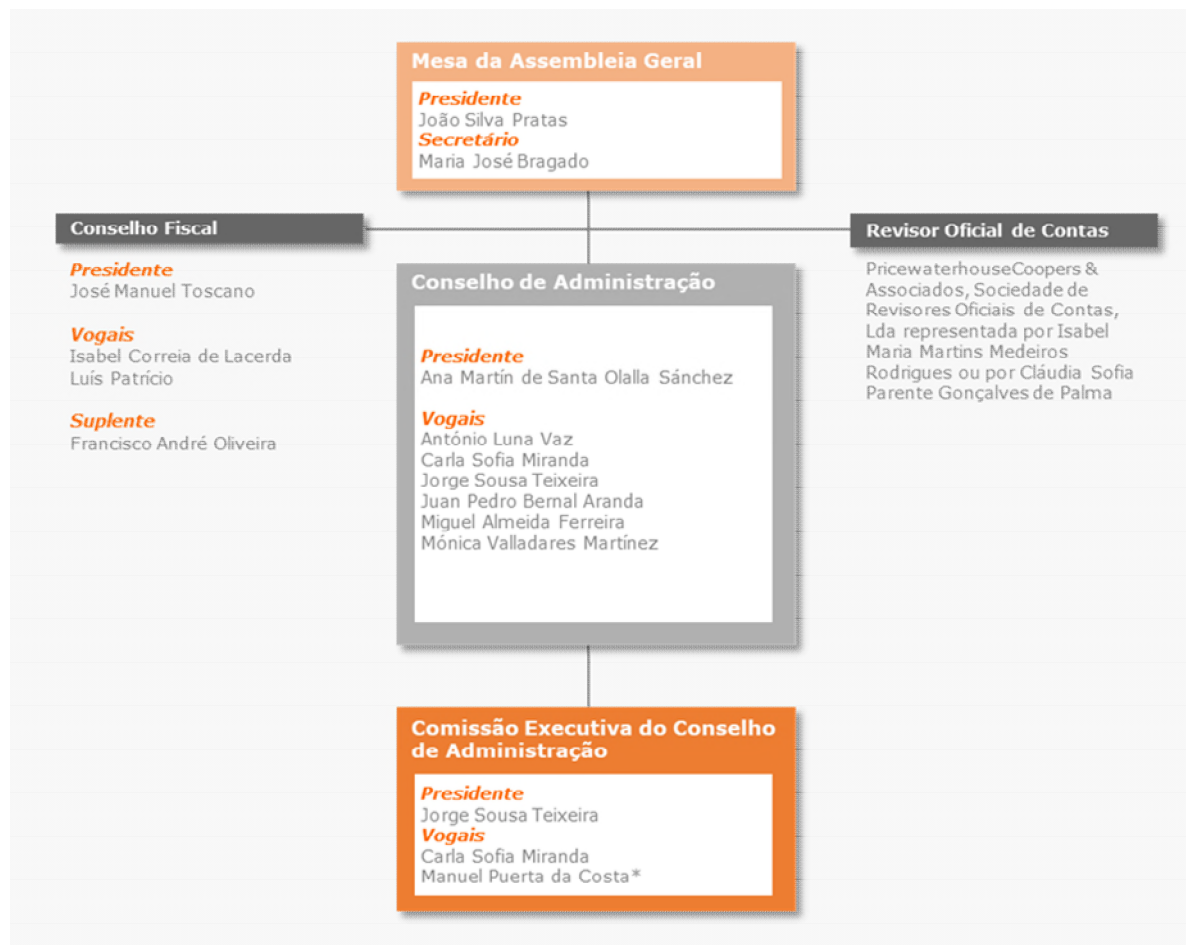 Mesa da Assembleia Geral
Presidente
João Silva Pratas
Secretário
Maria José Bragado
Conselho Fiscal
Presidente
José Manuel Toscano
Vogais
Isabel Correia de Lacerda
Luís Patrício
Suplente
Francisco André Oliveira
Conselho de Administração
Presidente
Ana Martín de Santa Olalla Sánchez
Vogais
António Luna Vaz
Carla Sofia Miranda
Jorge Sousa Teixeira
Juan Pedro Bernal Aranda
Miguel Almeida Ferreira
Mónica Valladares Martínez
Revisor Oficial de Contas
PricewaterhouseCoopers &
Associados, Sociedade de
Revisores Oficiais de Contas,
Lda representada por Isabel
Maria Martins Medeiros
Rodrigues ou por Cláudia Sofia
Parente Gonçalves de Palma
Comissão Executiva do Conselho
de Administração
Presidente
Jorge Sousa Teixeira
Vogais
Carla Sofia Miranda
Manuel Puerta da Costa*